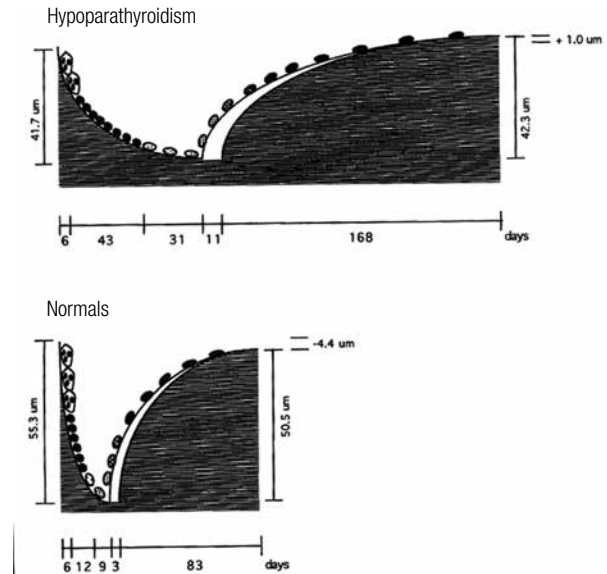 Hypoparathyroidism
+ 1.0 um
41.7 um
42.3 um
6 43 31 11 168 days
Normals
-4.4 um
55.3 um
50.5 um
6 12 9 3 83 days